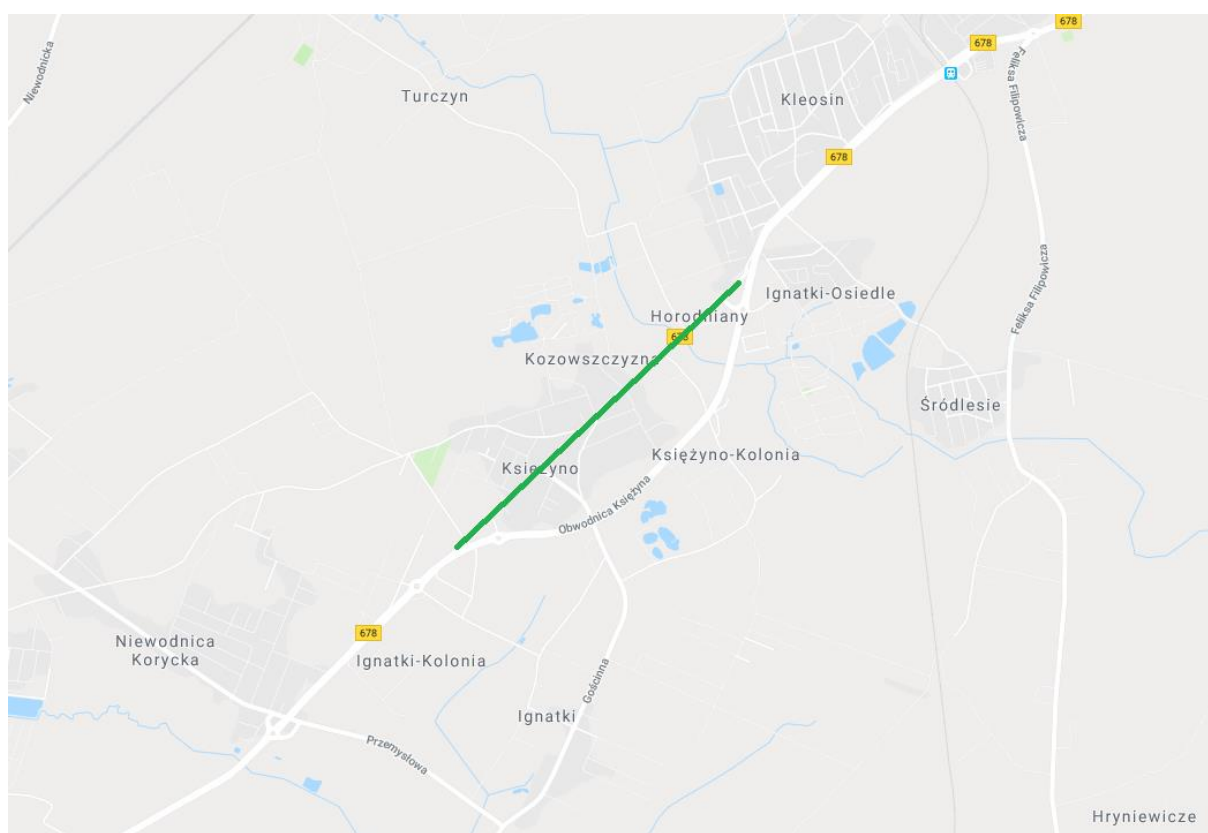 678
678
Niewodnicka
Feliksa Filipowicza
Turczyn
Kleosin
678
Feliksa Filipowicza
Ignatki-Osiedle
Horodniany
678
Kozowszczyzna
Śródlesie
Księżyno-Kolonia
Księżyno
Obwodnica Księżyna
678
Niewodnica
Korycka
Ignatki-Kolonia
Gościnna
Ignatki
Przemysłowa
Hryniewicze